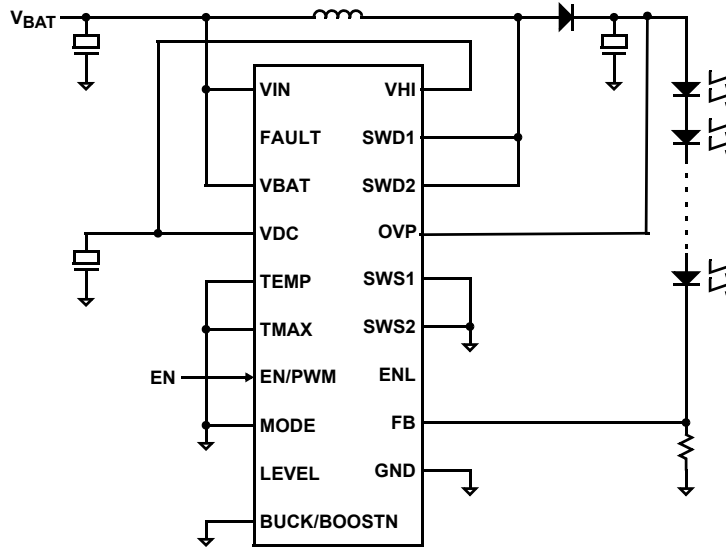 VBAT
VIN
FAULT
VBAT
VDC
TEMP
TMAX
EN
EN/PWM
MODE
LEVEL
BUCK/BOOSTN
VHI
SWD1
SWD2
OVP
SWS1
SWS2
ENL
FB
GND